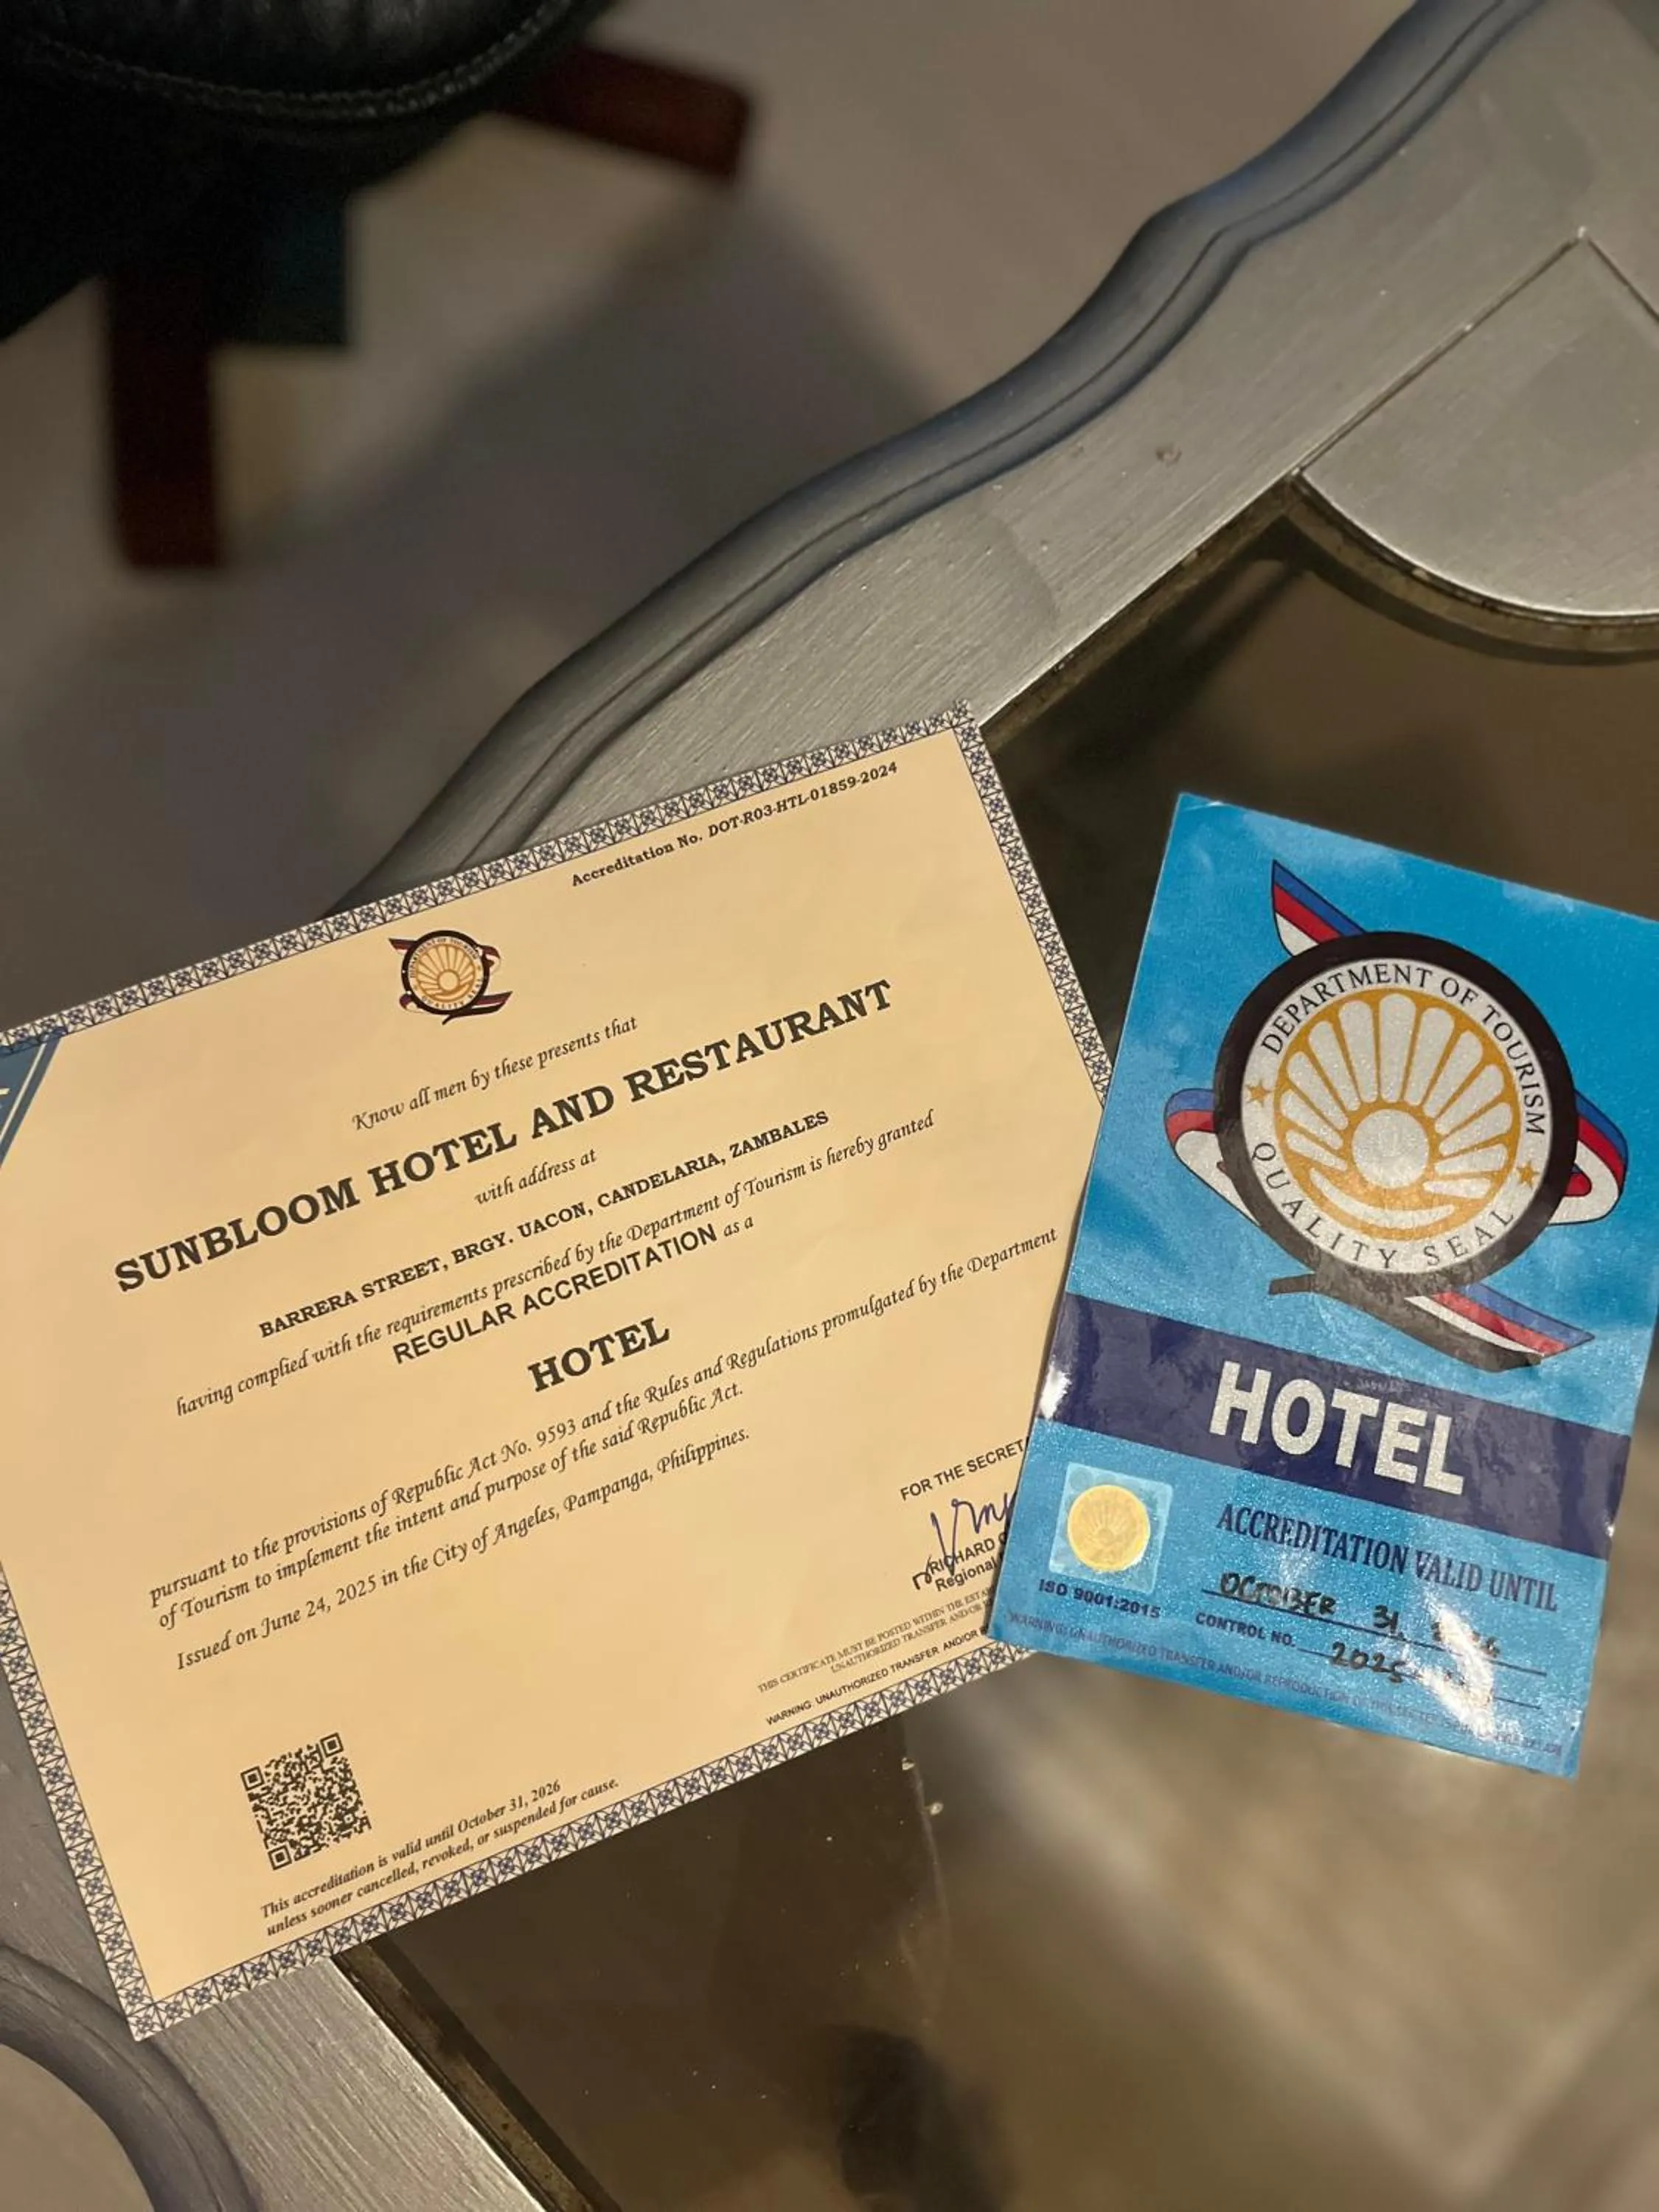 Accreditation No. DOT-R03-HTL-01859-2024
DEPARTMENT OF TOURISM
QUALITY SEAL
Know all men by these presents that
SUNBLOOM HOTEL AND RESTAURANT
with address at
BARRERA STREET, BRGY. UACON, CANDELARIA, ZAMBALES
having complied with the requirements prescribed by the Department of Tourism is hereby granted
REGULAR ACCREDITATION as a
HOTEL
pursuant to the provisions of Republic Act No. 9593 and the Rules and Regulations promulgated by the Department
of Tourism to implement the intent and purpose of the said Republic Act.
Issued on June 24, 2025 in the City of Angeles, Pampanga, Philippines.
FOR THE SECRET
RICHARD
Regional
THIS CERTIFICATE MUST BE POSTED WITHIN THE
UNAUTHORIZED TRANSFER AND/OR
WARNING: UNAUTHORIZED TRANSFER AND/OR
This accreditation is valid until October 31, 2026
unless sooner cancelled, revoked, or suspended for cause.
DEPARTMENT OF TOURISM
QUALITY SEAL
HOTEL
ACCREDITATION VALID UNTIL
OCTOBER 31,
ISO 9001:2015
CONTROL NO. 2025-
WARNING: UNAUTHORIZED TRANSFER AND/OR REPRODUCTION OF